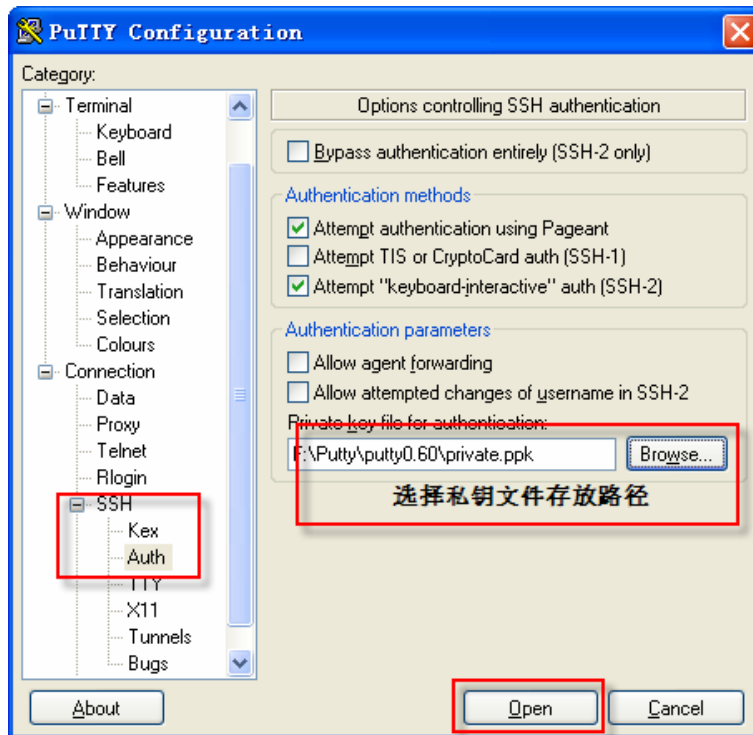 PuTTY Configuration
Category:
Terminal
Keyboard
Bell
Features
Window
Appearance
Behaviour
Translation
Selection
Colours
Connection
Data
Proxy
Telnet
Rlogin
SSH
Kex
Auth
TTY
X11
Tunnels
Bugs
Options controlling SSH authentication
Bypass authentication entirely (SSH-2 only)
Authentication methods
Attempt authentication using Pageant
Attempt TIS or CryptoCard auth (SSH-1)
Attempt "keyboard-interactive" auth (SSH-2)
Authentication parameters
Allow agent forwarding
Allow attempted changes of username in SSH-2
Private key file for authentication:
F:\Putty\putty0.60\private.ppk
Browse...
选择私钥文件存放路径
About
Open
Cancel